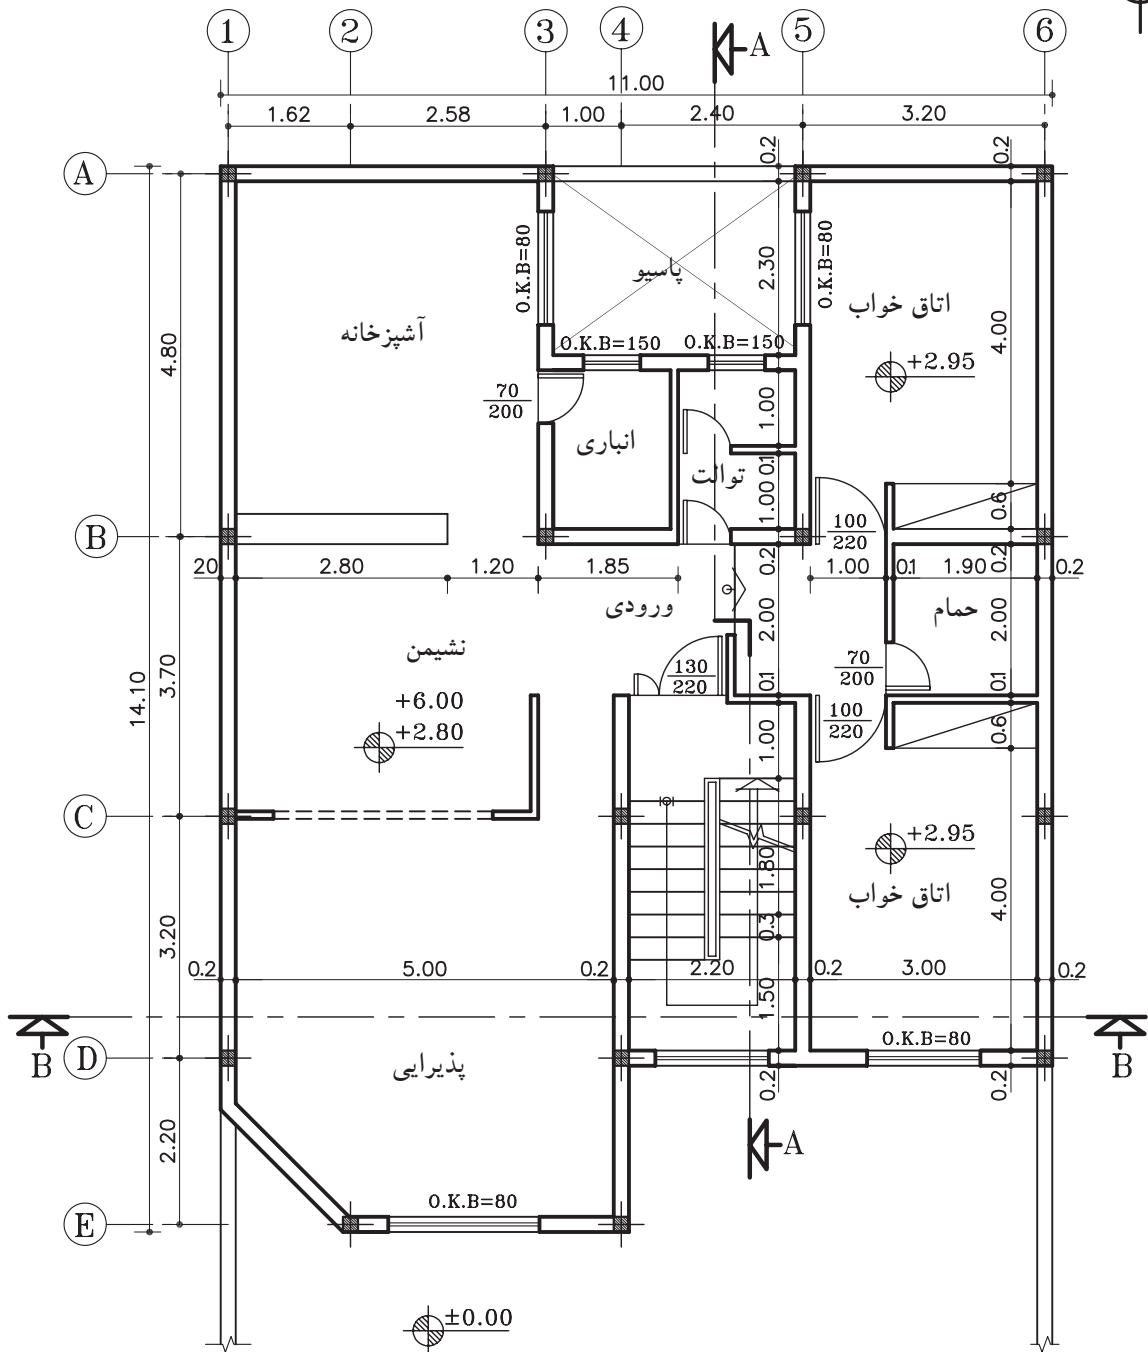 1 2 3 4 5 6
A
11.00
1.62 2.58 1.00 2.40 3.20
0.2 0.2
A
O.K.B=80
2.30
O.K.B=80
پاسیو
اتاق خواب
آشپزخانه
4.80
4.00
O.K.B=150 O.K.B=150
+2.95
70
200
1.00
انباری
0.1
توالت
1.00
0.6
100
220
B
20 2.80 1.20 1.85 0.2 1.00 0.1 1.90 0.2 0.2
ورودی
2.00
حمام
2.00
نشیمن
14.10
3.70
130
220
70
200
0.1 0.1
+6.00
+2.80
100
220
1.00
0.6
C
+2.95
1.80
اتاق خواب
4.00
3.20
0.3
0.2 5.00 0.2 2.20 0.2 3.00 0.2
1.50
B
D
پذیرایی
O.K.B=80
B
0.2 0.2
2.20
A
O.K.B=80
E
±0.00